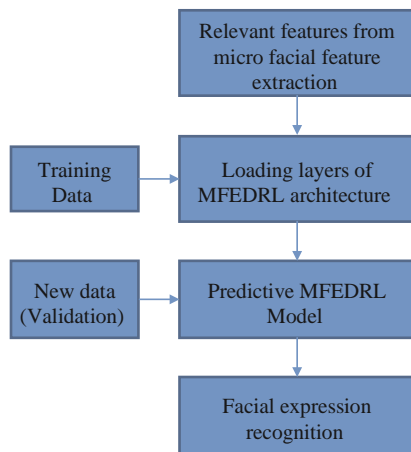 Relevant features from
micro facial feature
extraction
Training
Data
Loading layers of
MFEDRL architecture
New data
(Validation)
Predictive MFEDRL
Model
Facial expression
recognition